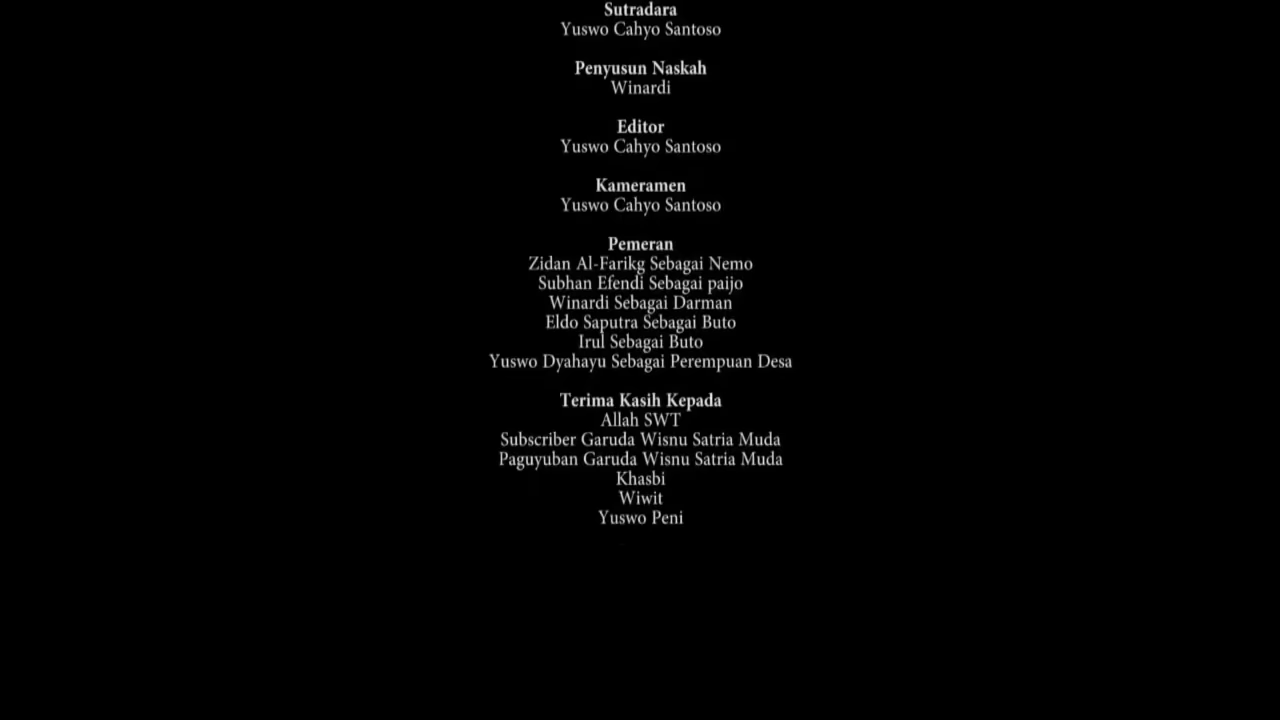 Sutradara
Yuswo Cahyo Santoso
Penyusun Naskah
Winardi
Editor
Yuswo Cahyo Santoso
Kameramen
Yuswo Cahyo Santoso
Pemeran
Zidan Al-Farikg Sebagai Nemo
Subhan Efendi Sebagai paijo
Winardi Sebagai Darman
Eldo Saputra Sebagai Buto
Irul Sebagai Buto
Yuswo Dyahayu Sebagai Perempuan Desa
Terima Kasih Kepada
Allah SWT
Subscriber Garuda Wisnu Satria Muda
Paguyuban Garuda Wisnu Satria Muda
Khasbi
Wiwit
Yuswo Peni